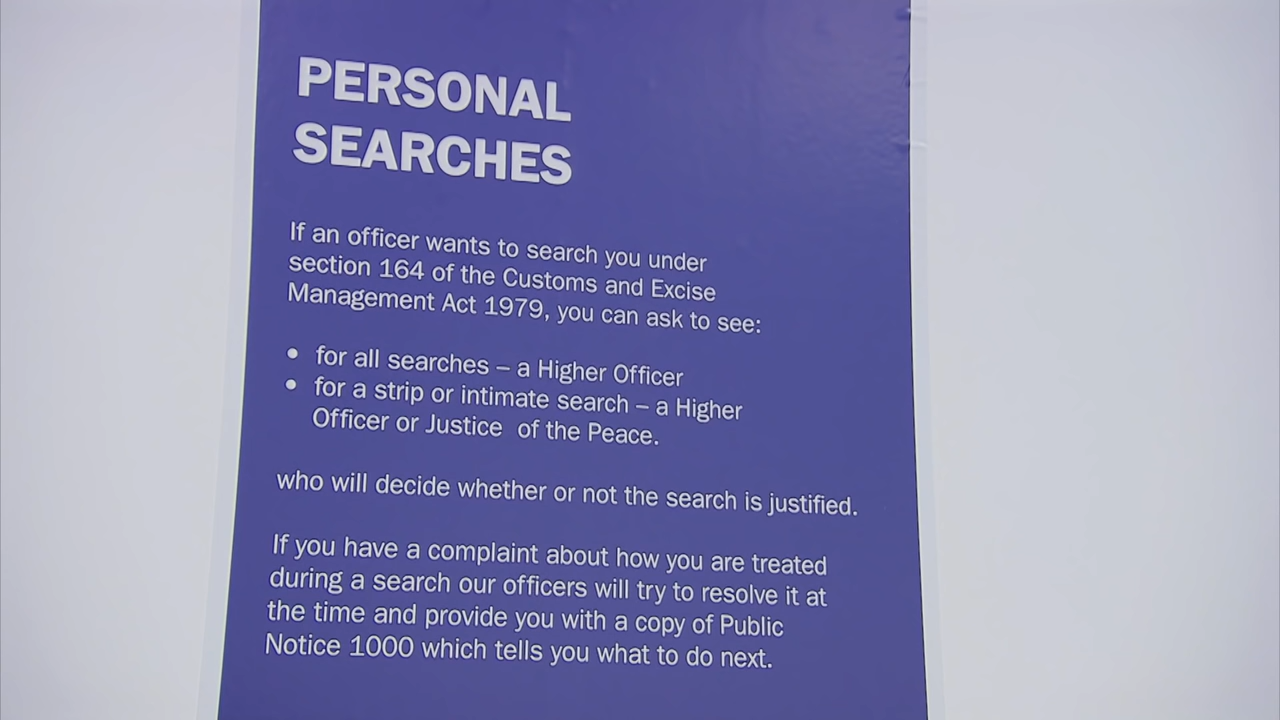 PERSONAL
SEARCHES
If an officer wants to search you under
section 164 of the Customs and Excise
Management Act 1979, you can ask to see:
• for all searches – a Higher Officer
• for a strip or intimate search – a Higher
Officer or Justice of the Peace.
who will decide whether or not the search is justified.
If you have a complaint about how you are treated
during a search our officers will try to resolve it at
the time and provide you with a copy of Public
Notice 1000 which tells you what to do next.